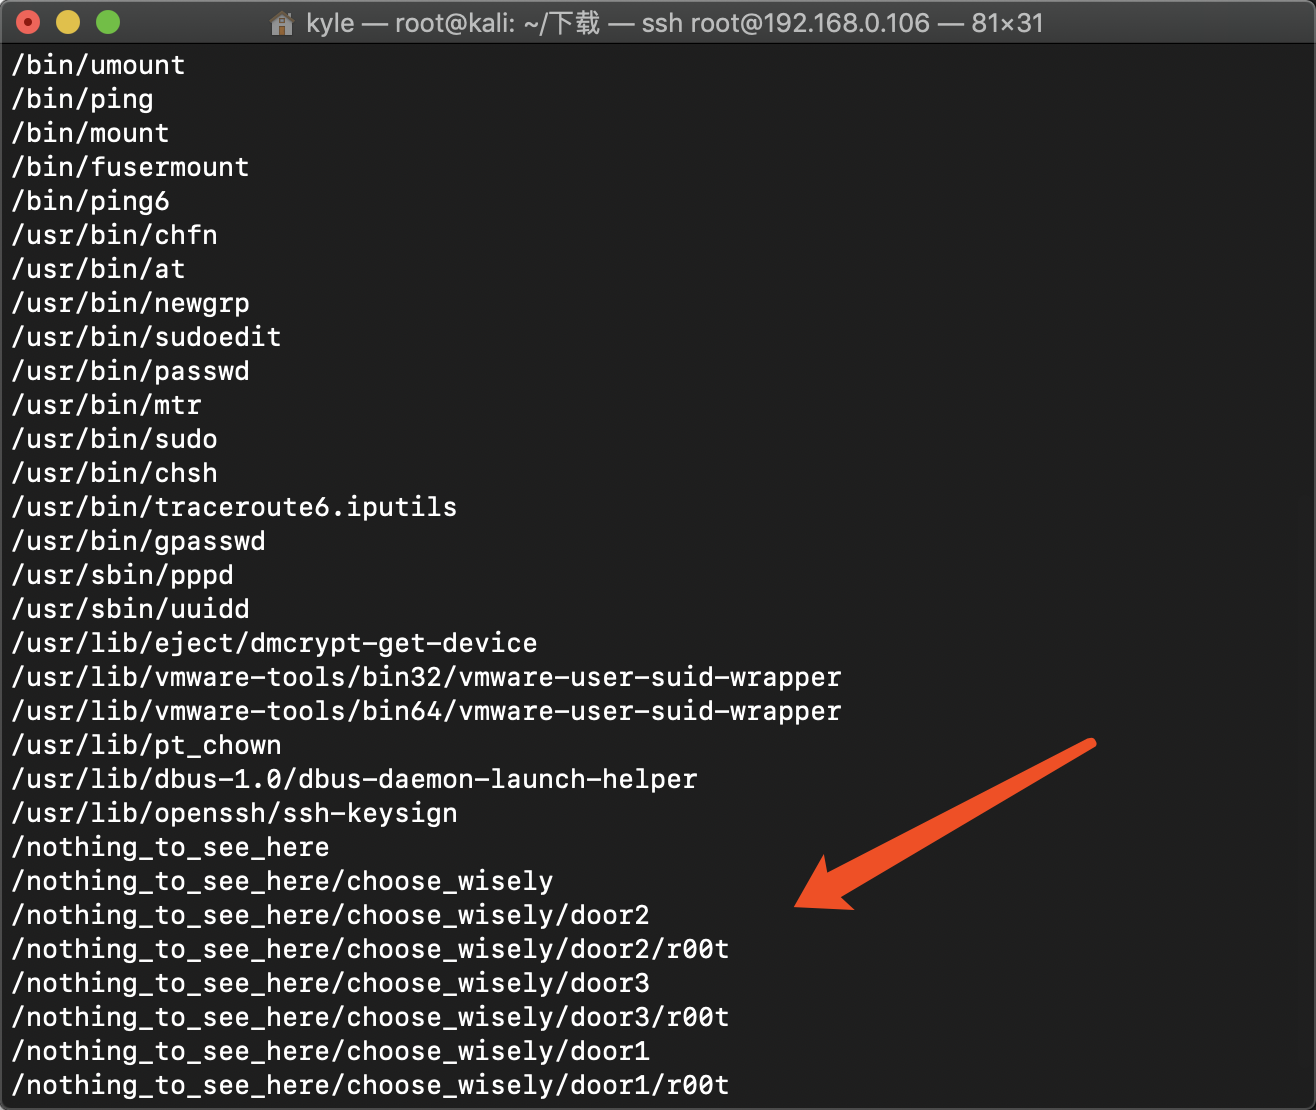 kyle — root@kali: ~/下载 — ssh root@192.168.0.106 — 81×31
/bin/umount
/bin/ping
/bin/mount
/bin/fusermount
/bin/ping6
/usr/bin/chfn
/usr/bin/at
/usr/bin/newgrp
/usr/bin/sudoedit
/usr/bin/passwd
/usr/bin/mtr
/usr/bin/sudo
/usr/bin/chsh
/usr/bin/traceroute6.iputils
/usr/bin/gpasswd
/usr/sbin/pppd
/usr/sbin/uuidd
/usr/lib/eject/dmcrypt-get-device
/usr/lib/vmware-tools/bin32/vmware-user-suid-wrapper
/usr/lib/vmware-tools/bin64/vmware-user-suid-wrapper
/usr/lib/pt_chown
/usr/lib/dbus-1.0/dbus-daemon-launch-helper
/usr/lib/openssh/ssh-keysign
/nothing_to_see_here
/nothing_to_see_here/choose_wisely
/nothing_to_see_here/choose_wisely/door2
/nothing_to_see_here/choose_wisely/door2/r00t
/nothing_to_see_here/choose_wisely/door3
/nothing_to_see_here/choose_wisely/door3/r00t
/nothing_to_see_here/choose_wisely/door1
/nothing_to_see_here/choose_wisely/door1/r00t